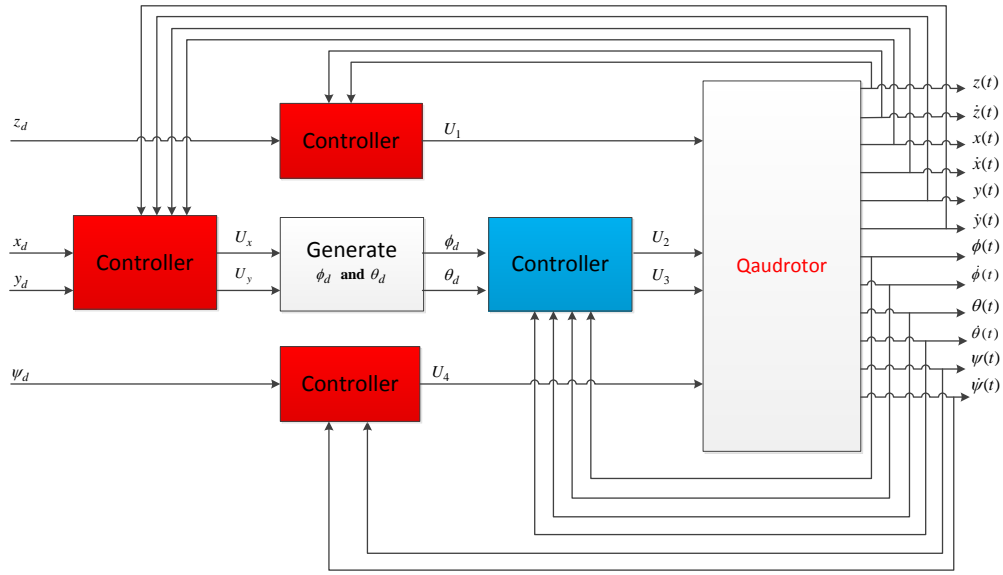 z(t)
ż(t)
x(t)
ẋ(t)
y(t)
ẏ(t)
ϕ(t)
ϕ̇(t)
θ(t)
θ̇(t)
ψ(t)
ψ̇(t)
z_d
Controller
U_1
x_d
y_d
Controller
U_x
U_y
Generate
ϕ_d and θ_d
ϕ_d
θ_d
Controller
U_2
U_3
Qaudrotor
ψ_d
Controller
U_4